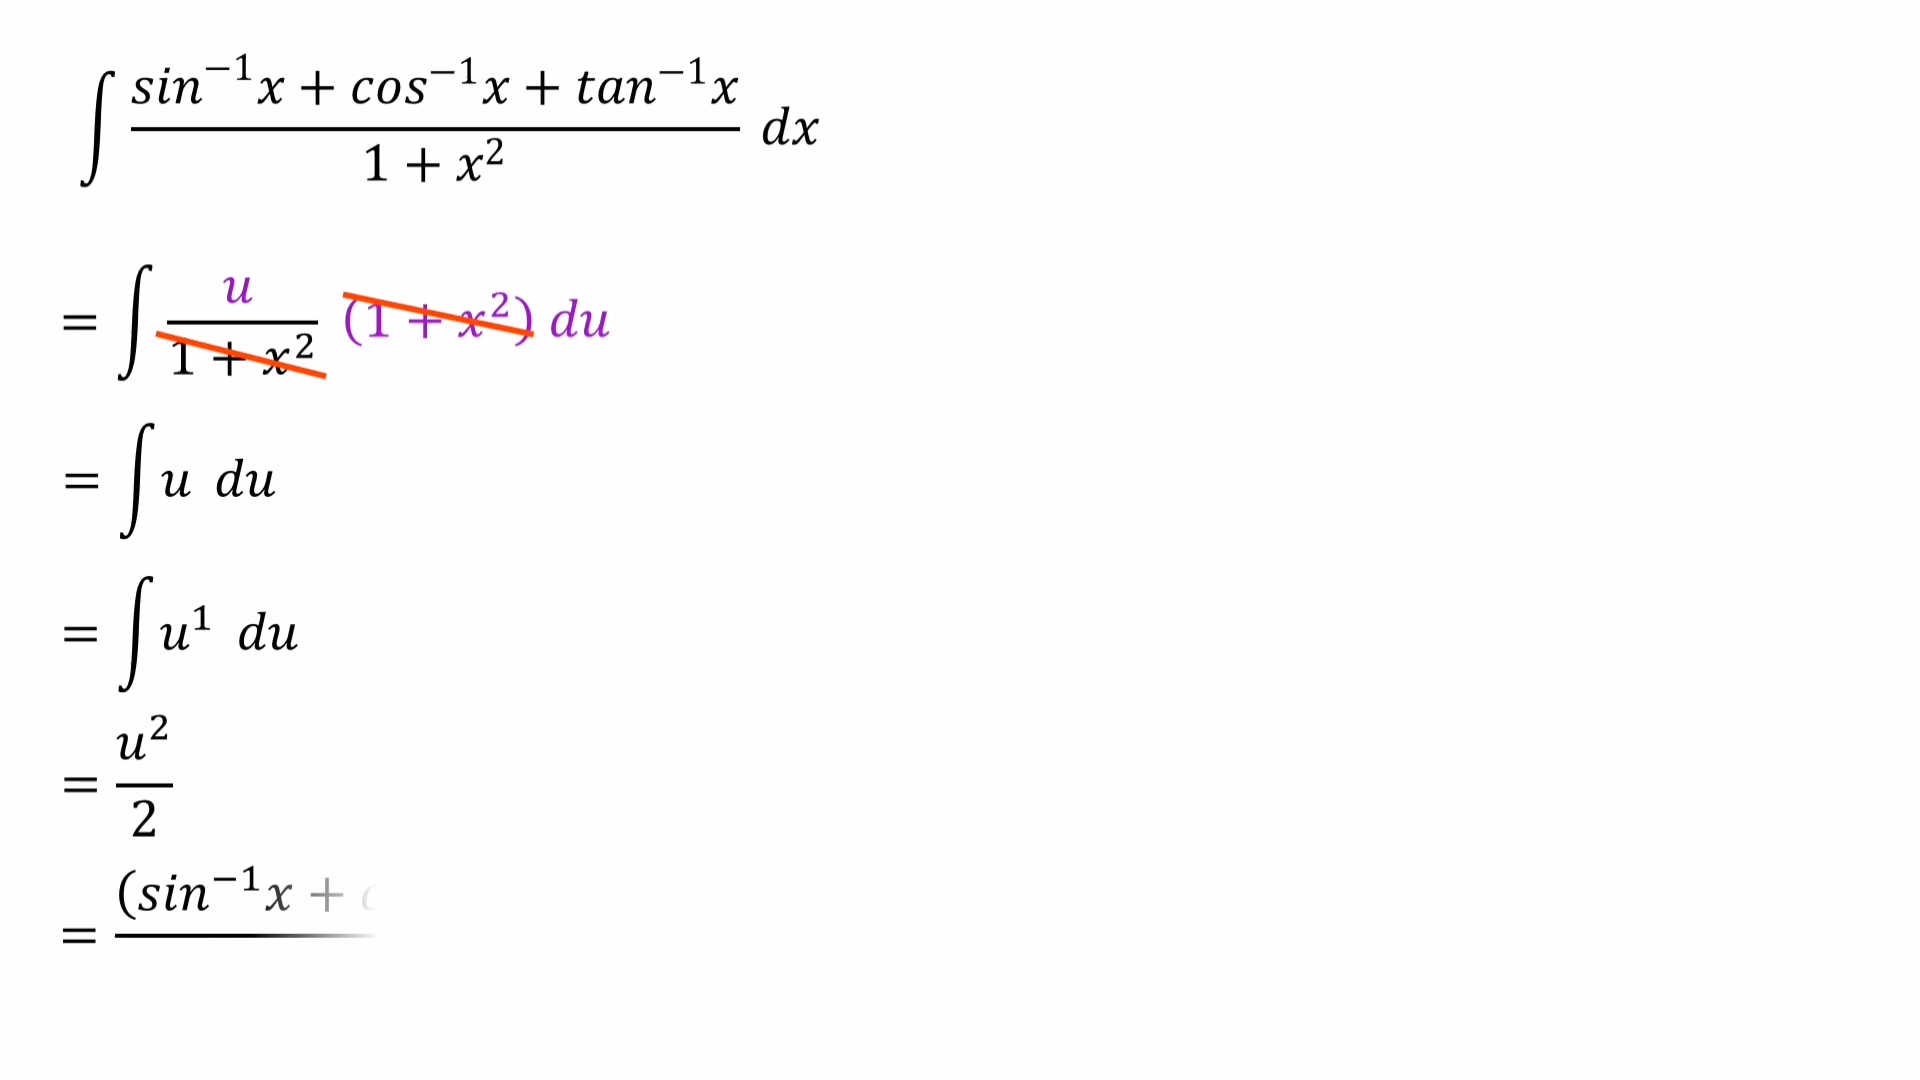 ∫ (sin⁻¹x + cos⁻¹x + tan⁻¹x)/(1 + x²) dx
= ∫ u/(1 + x²) (1 + x²) du
= ∫ u du
= ∫ u¹ du
= u²/2
= (sin⁻¹x +